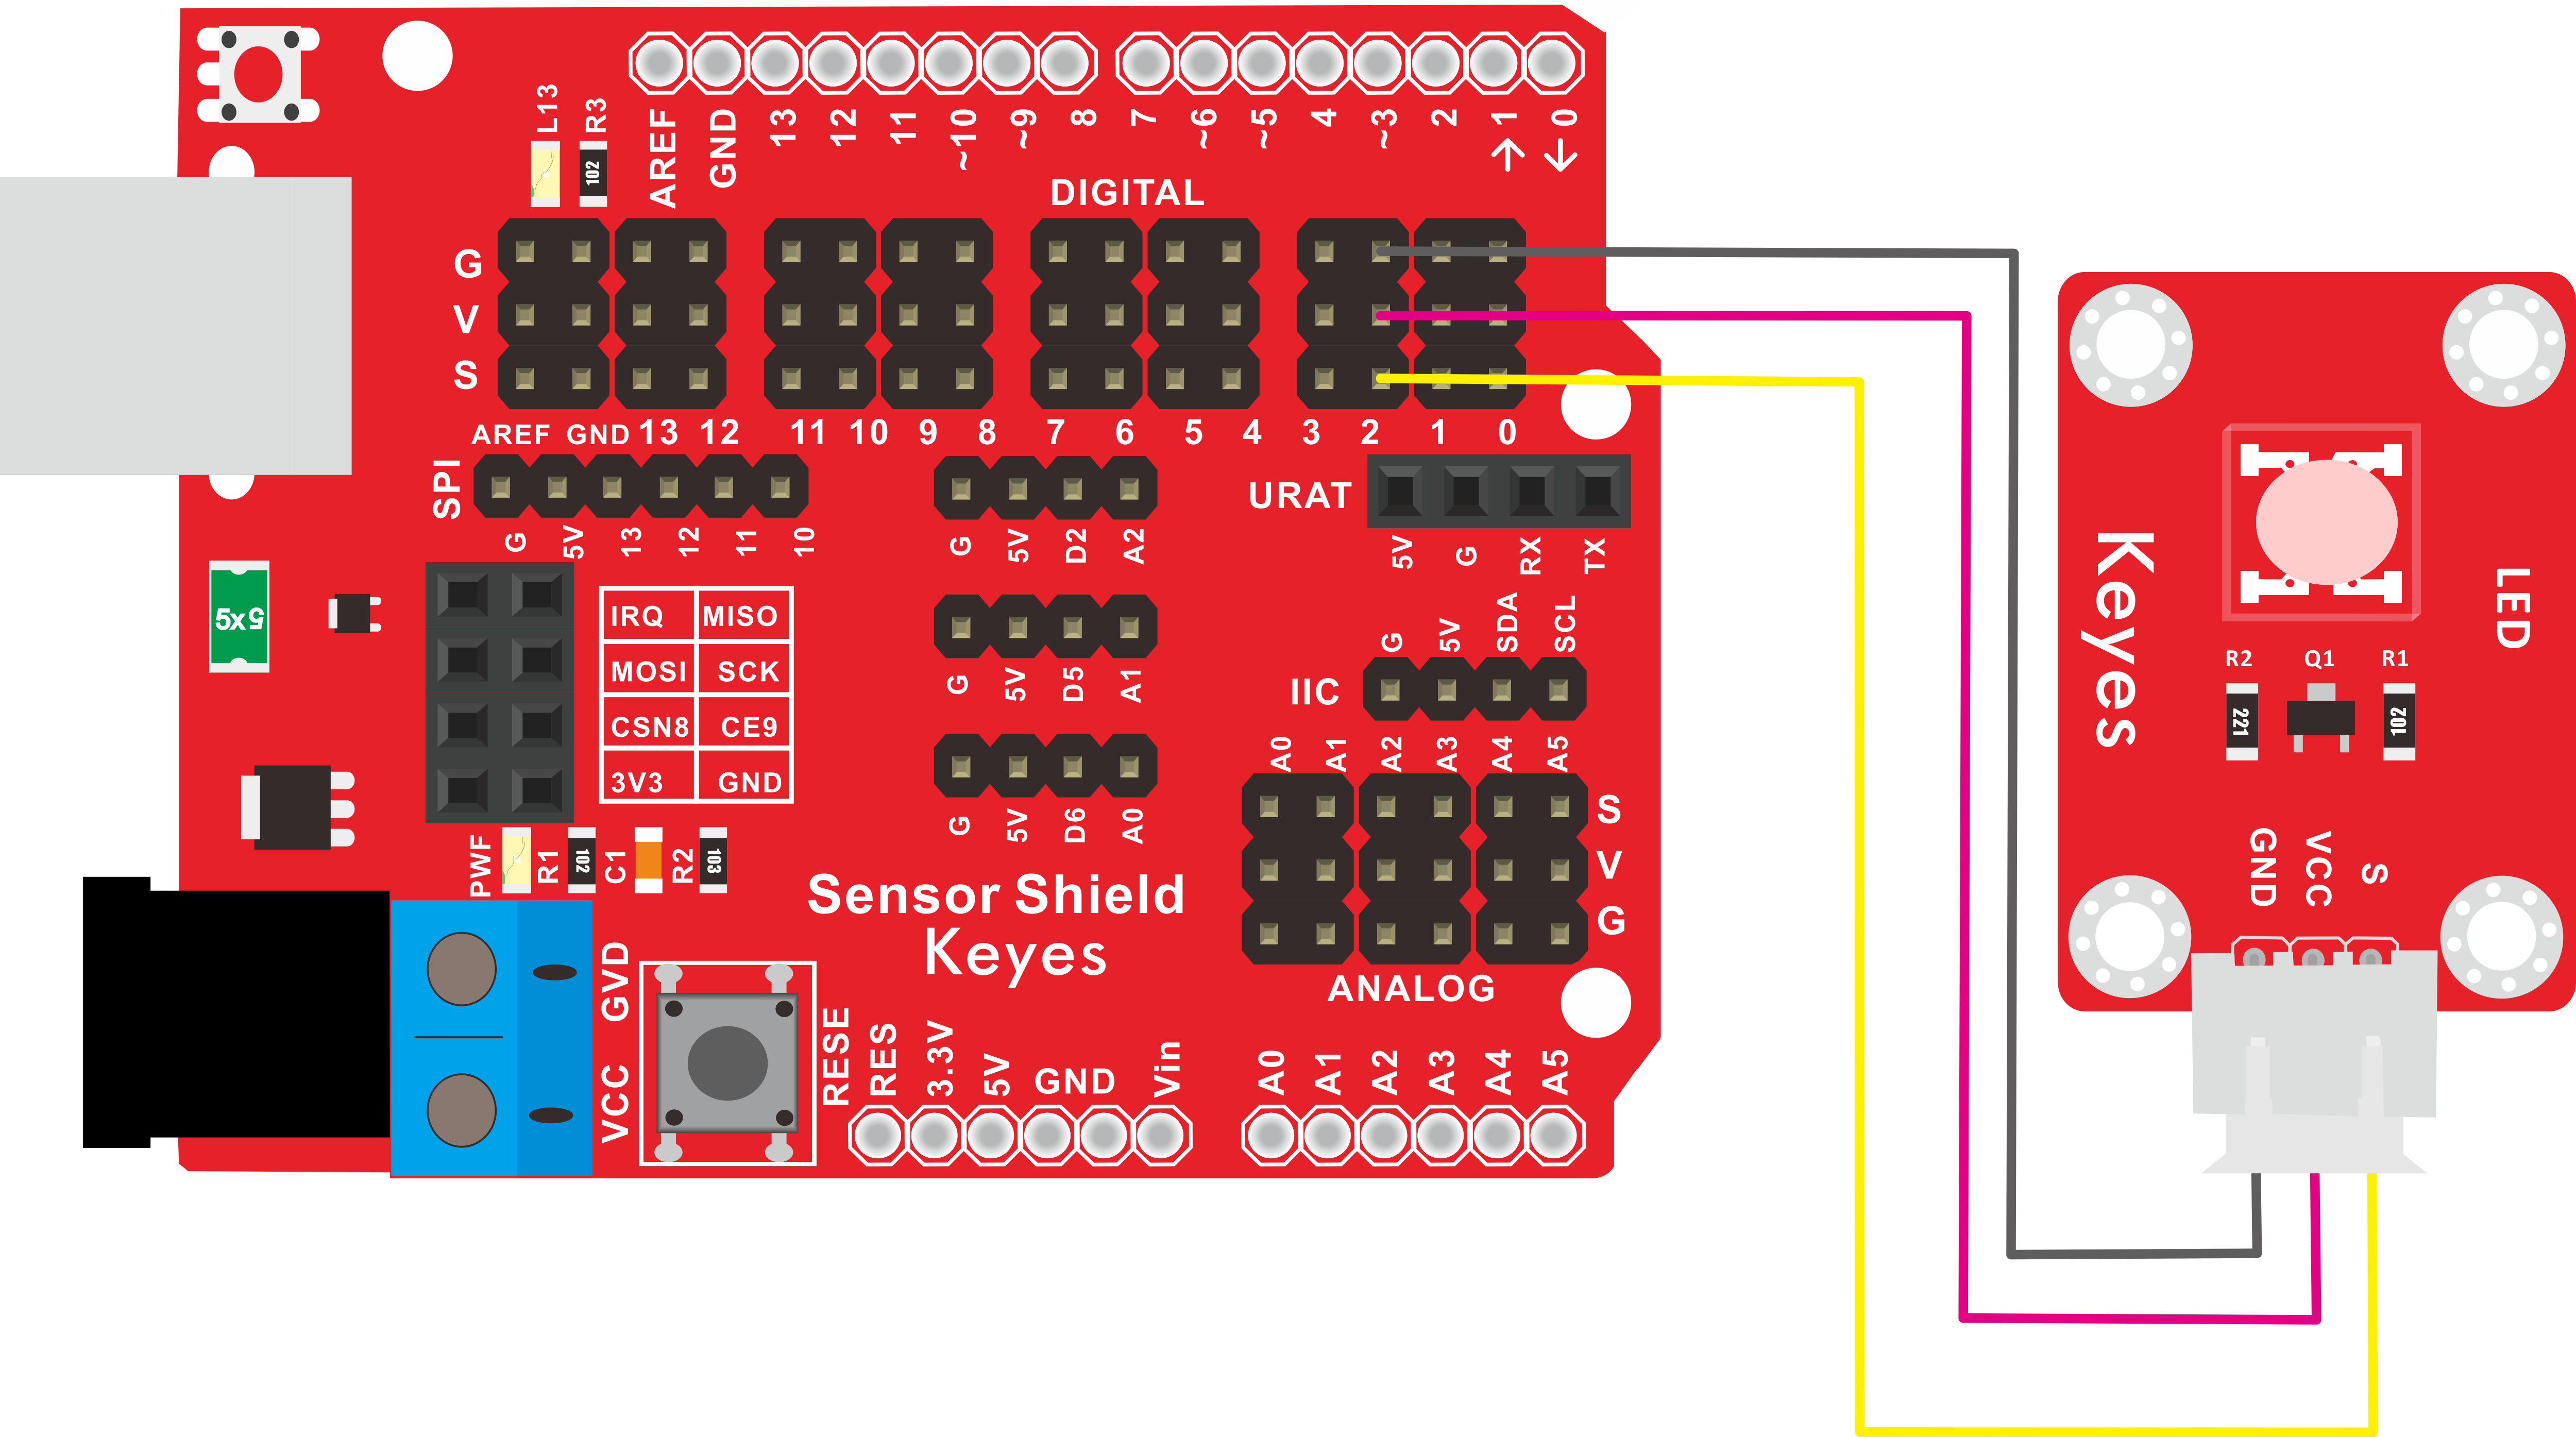 L13
R3
102
AREF GND 13 12 11 ~10 ~9 8 7 ~6 ~5 4 ~3 2 1 0
↑ ↓
DIGITAL
G
V
S
AREF GND 13 12 11 10 9 8 7 6 5 4 3 2 1 0
SPI
G 5V 13 12 11 10
G 5V D2 A2
URAT
5V G RX TX
IRQ MISO
MOSI SCK
CSN8 CE9
3V3 GND
5x5
G 5V D5 A1
G 5V SDA SCL
IIC
A0 A1 A2 A3 A4 A5
S
V
G
ANALOG
G 5V D6 A0
PWF
R1
102
C1
R2
103
Sensor Shield
Keyes
GVD
VCC
RESE
RES 3.3V 5V GND Vin
A0 A1 A2 A3 A4 A5
Keyes
LED
R2 Q1 R1
221
201
GND VCC S